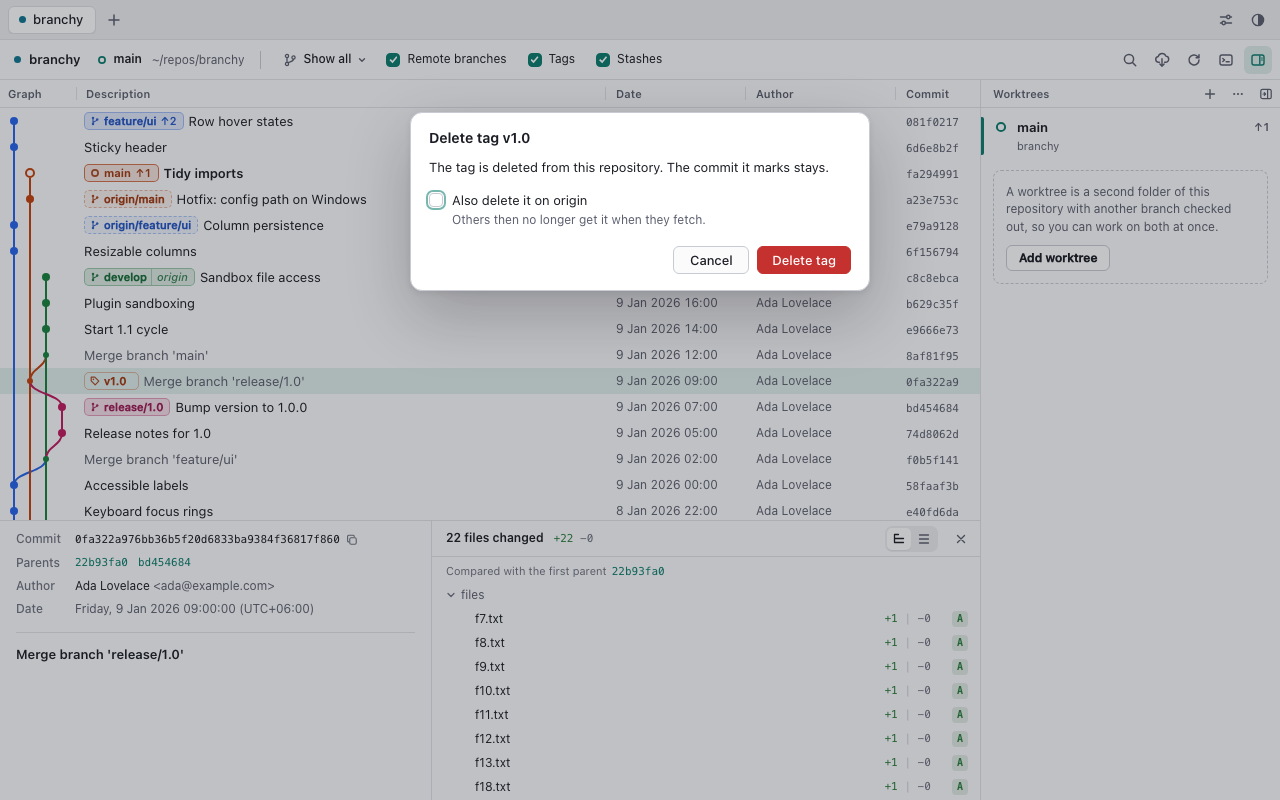 branchy
branchy main ~/repos/branchy Show all Remote branches Tags Stashes
Graph Description Date Author Commit Worktrees
feature/ui ↑2 Row hover states 081f0217
Sticky header 6d6e8b2f
main ↑1 Tidy imports fa294991
origin/main Hotfix: config path on Windows a23e753c
origin/feature/ui Column persistence e79a9128
Resizable columns 6f156794
develop origin Sandbox file access c8c8ebca
Plugin sandboxing 9 Jan 2026 16:00 Ada Lovelace b629c35f
Start 1.1 cycle 9 Jan 2026 14:00 Ada Lovelace e9666e73
Merge branch 'main' 9 Jan 2026 12:00 Ada Lovelace 8af81f95
v1.0 Merge branch 'release/1.0' 9 Jan 2026 09:00 Ada Lovelace 0fa322a9
release/1.0 Bump version to 1.0.0 9 Jan 2026 07:00 Ada Lovelace bd454684
Release notes for 1.0 9 Jan 2026 05:00 Ada Lovelace 74d8062d
Merge branch 'feature/ui' 9 Jan 2026 02:00 Ada Lovelace f0b5f141
Accessible labels 9 Jan 2026 00:00 Ada Lovelace 58faaf3b
Keyboard focus rings 8 Jan 2026 22:00 Ada Lovelace e40fd6da
Delete tag v1.0
The tag is deleted from this repository. The commit it marks stays.
Also delete it on origin
Others then no longer get it when they fetch.
Cancel Delete tag
main ↑1
branchy
A worktree is a second folder of this
repository with another branch checked
out, so you can work on both at once.
Add worktree
Commit 0fa322a976bb36b5f20d6833ba9384f36817f860
Parents 22b93fa0 bd454684
Author Ada Lovelace <ada@example.com>
Date Friday, 9 Jan 2026 09:00:00 (UTC+06:00)
Merge branch 'release/1.0'
22 files changed +22 −0
Compared with the first parent 22b93fa0
files
f7.txt +1 −0 A
f8.txt +1 −0 A
f9.txt +1 −0 A
f10.txt +1 −0 A
f11.txt +1 −0 A
f12.txt +1 −0 A
f13.txt +1 −0 A
f18.txt +1 −0 A